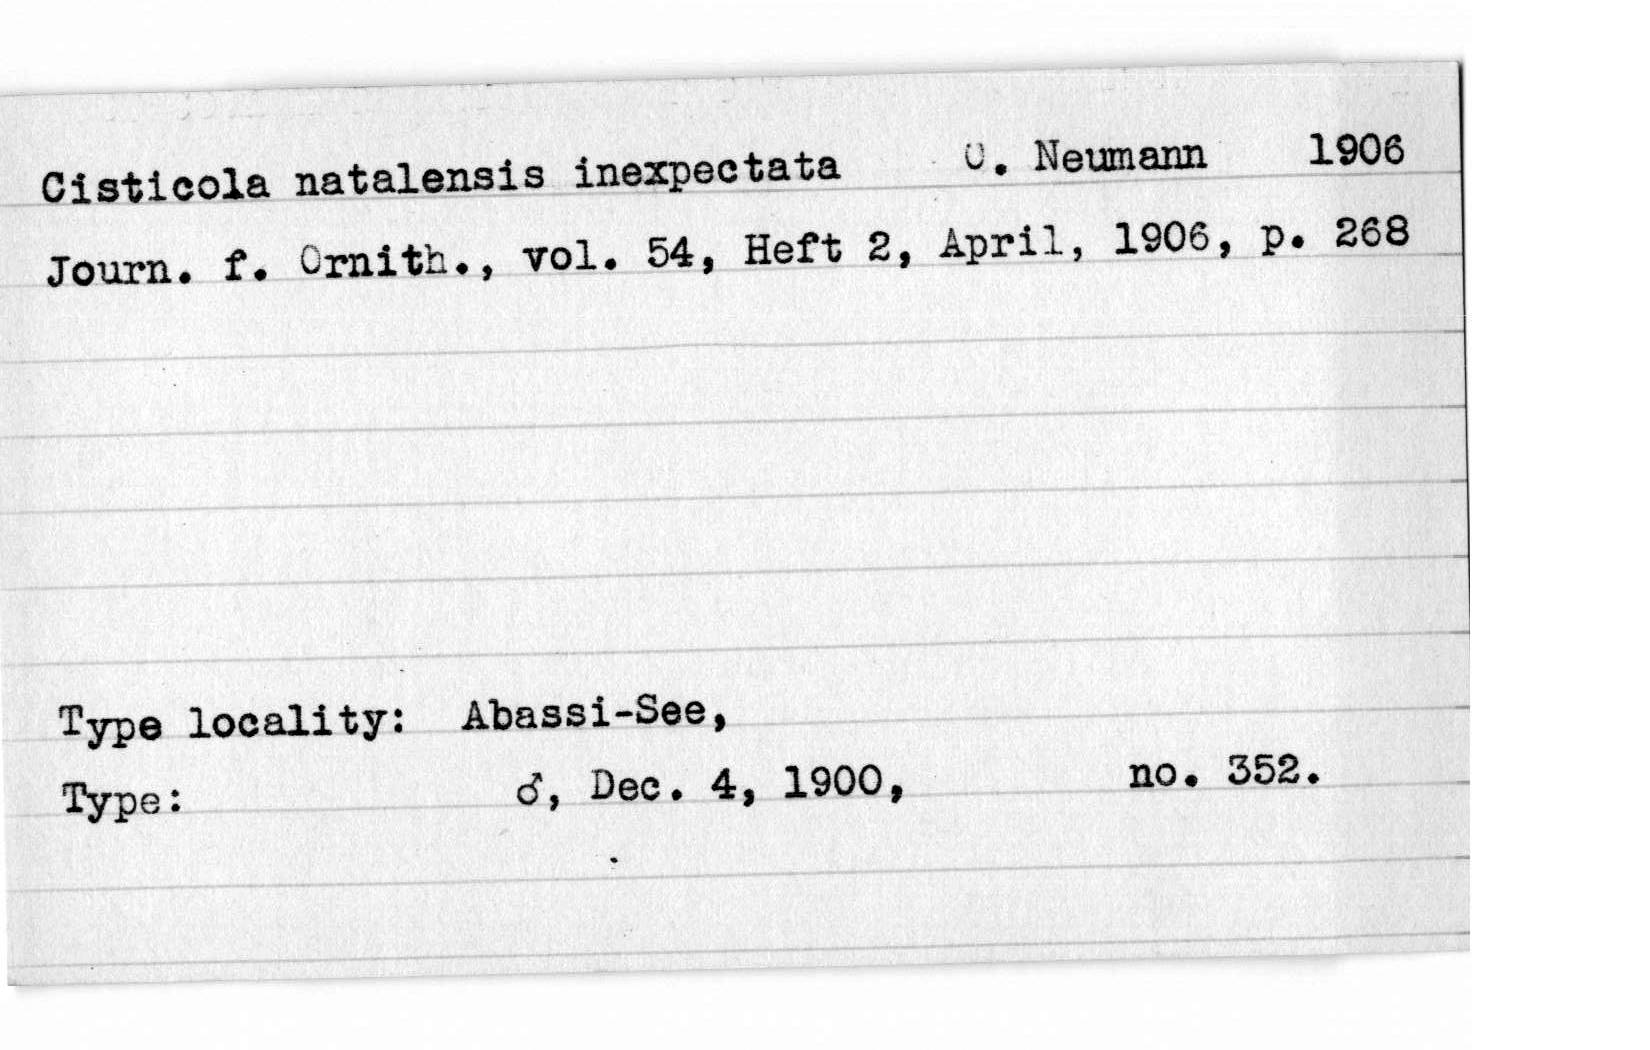 Cisticola natalensis inexpectata O. Neumann 1906
Journ. f. Ornith., vol. 54, Heft 2, April, 1906, p. 268
Type locality: Abassi-See,
Type: ♂, Dec. 4, 1900, no. 352.